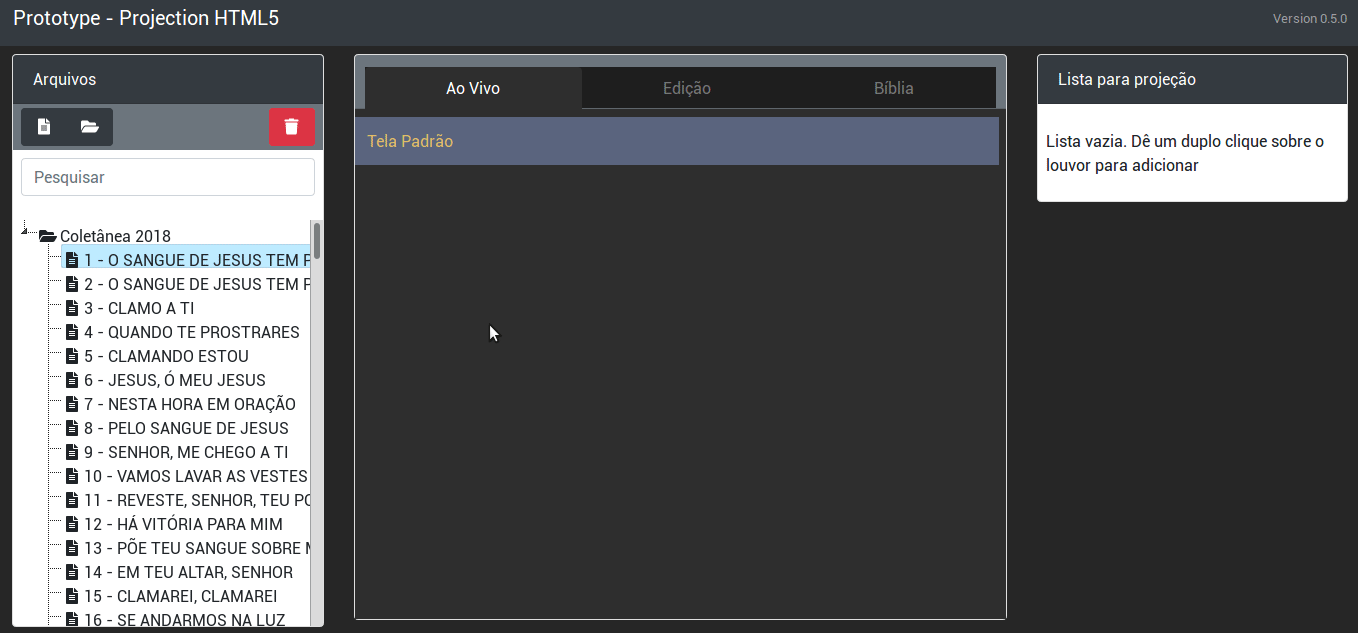 Prototype - Projection HTML5
Version 0.5.0
Arquivos
Pesquisar
Coletânea 2018
1 - O SANGUE DE JESUS TEM
2 - O SANGUE DE JESUS TEM
3 - CLAMO A TI
4 - QUANDO TE PROSTRARES
5 - CLAMANDO ESTOU
6 - JESUS, Ó MEU JESUS
7 - NESTA HORA EM ORAÇÃO
8 - PELO SANGUE DE JESUS
9 - SENHOR, ME CHEGO A TI
10 - VAMOS LAVAR AS VESTES
11 - REVESTE, SENHOR, TEU
12 - HÁ VITÓRIA PARA MIM
13 - PÕE TEU SANGUE SOBRE
14 - EM TEU ALTAR, SENHOR
15 - CLAMAREI, CLAMAREI
16 - SE ANDARMOS NA LUZ
Ao Vivo
Edição
Bíblia
Tela Padrão
Lista para projeção
Lista vazia. Dê um duplo clique sobre o
louvor para adicionar